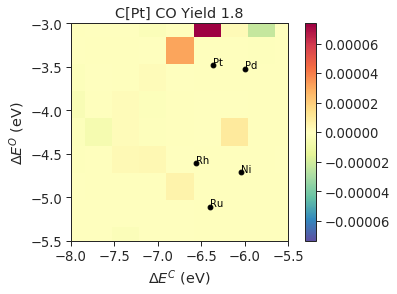 C[Pt] CO Yield 1.8
−3.0
−3.5
−4.0
−4.5
−5.0
−5.5
ΔE^O (eV)
Pt
Pd
Rh
Ni
Ru
−8.0 −7.5 −7.0 −6.5 −6.0 −5.5
ΔE^C (eV)
0.00006
0.00004
0.00002
0.00000
−0.00002
−0.00004
−0.00006